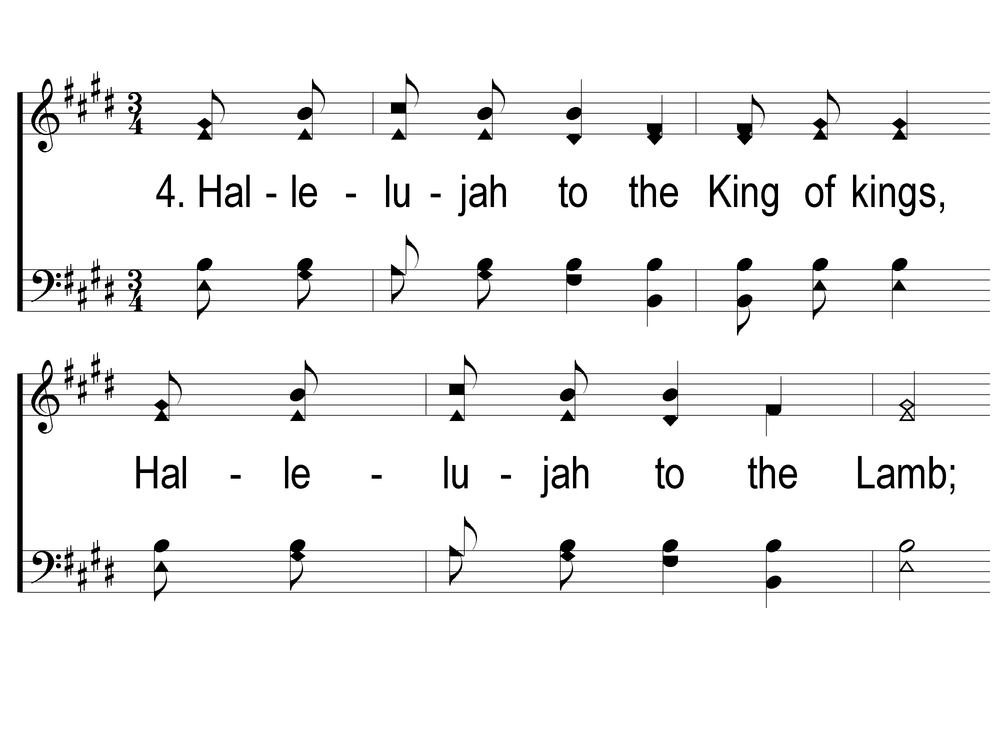 4. Hal - le - lu - jah to the King of kings,
Hal - le - lu - jah to the Lamb;